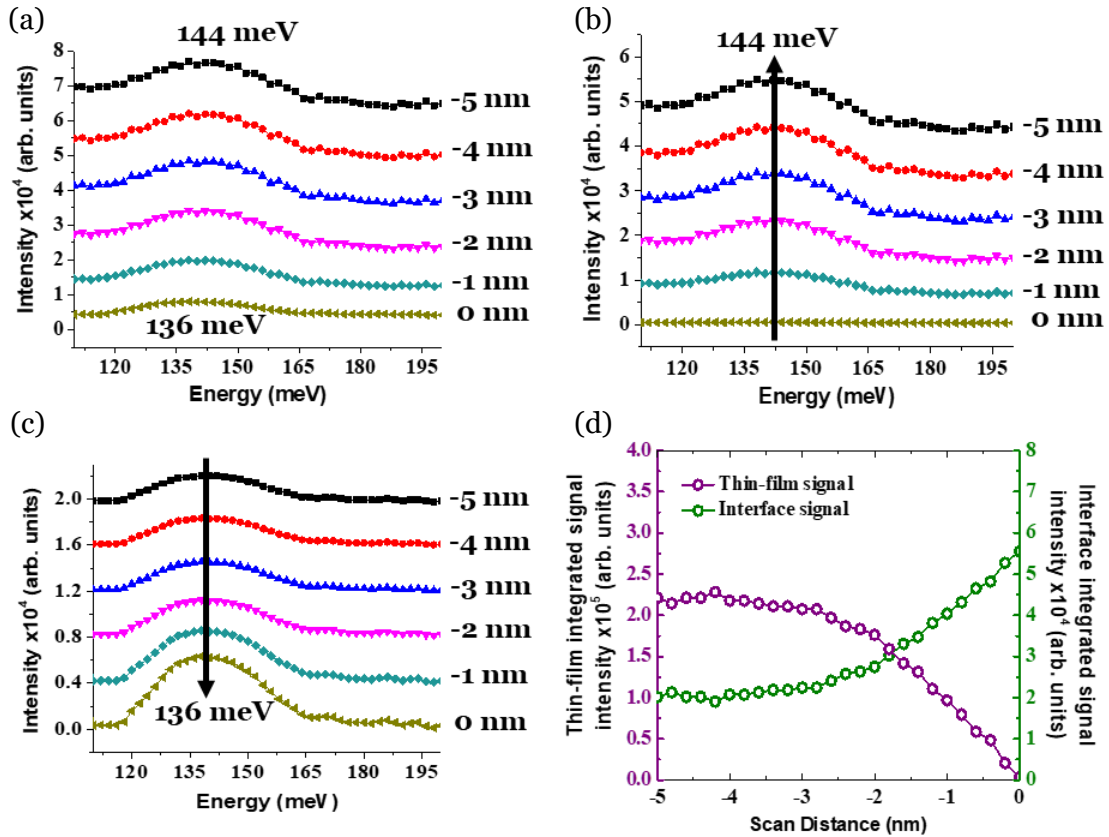 (a)
144 meV
Intensity x10⁴ (arb. units)
8
7
6
5
4
3
2
1
0
-5 nm
-4 nm
-3 nm
-2 nm
-1 nm
0 nm
136 meV
120 135 150 165 180 195
Energy (meV)
(b)
144 meV
Intensity x10⁴ (arb. units)
6
5
4
3
2
1
0
-5 nm
-4 nm
-3 nm
-2 nm
-1 nm
0 nm
120 135 150 165 180 195
Energy (meV)
(c)
Intensity x10⁴ (arb. units)
2.0
1.6
1.2
0.8
0.4
0.0
-5 nm
-4 nm
-3 nm
-2 nm
-1 nm
0 nm
136 meV
120 135 150 165 180 195
Energy (meV)
(d)
Thin-film integrated signal
intensity x10⁵ (arb. units)
4.0
3.5
3.0
2.5
2.0
1.5
1.0
0.5
0.0
Thin-film signal
Interface signal
8
7
6
5
4
3
2
1
0
Interface integrated signal
intensity x10⁴ (arb. units)
-5 -4 -3 -2 -1 0
Scan Distance (nm)